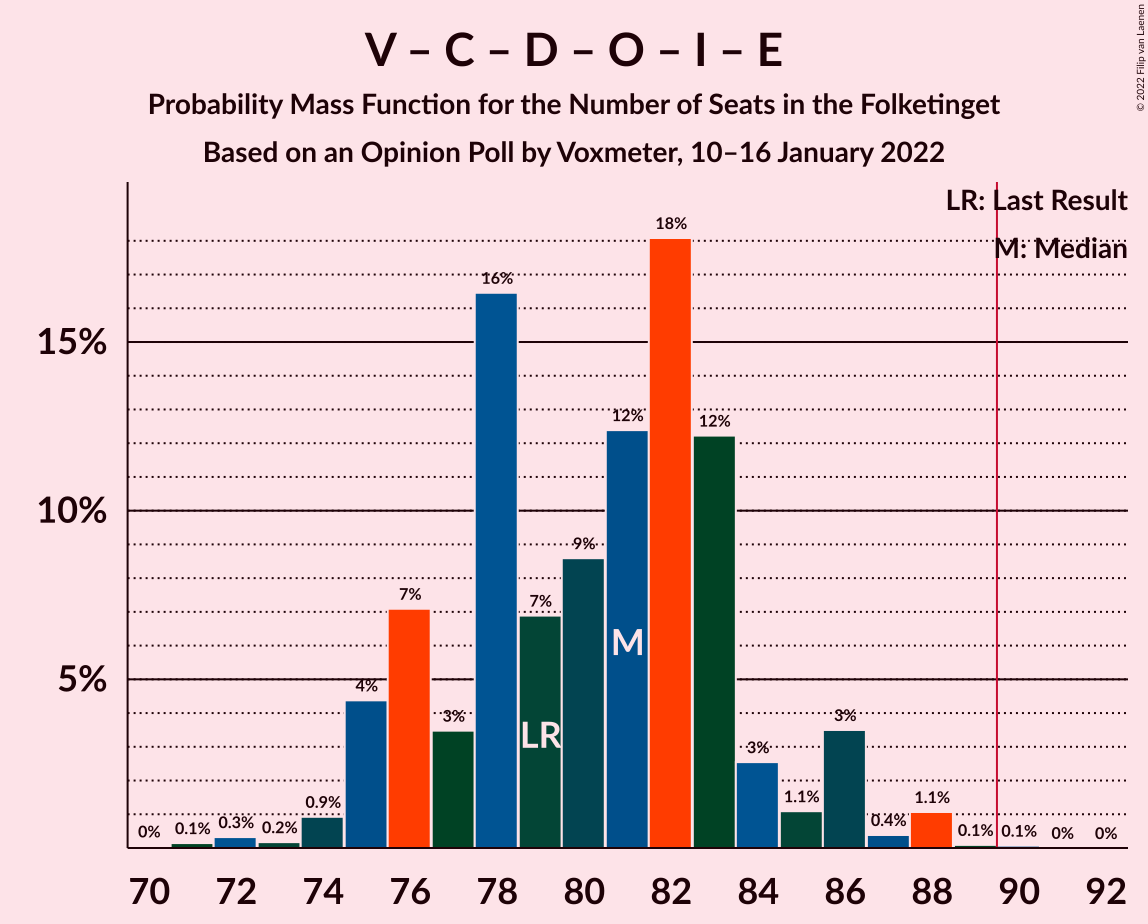 V – C – D – O – I – E
Probability Mass Function for the Number of Seats in the Folketinget
Based on an Opinion Poll by Voxmeter, 10–16 January 2022
© 2022 Filip van Laenen
LR: Last Result
M: Median
15%
10%
5%
0%
0.1%
0.3%
0.2%
0.9%
4%
7%
3%
16%
7%
9%
12%
18%
12%
3%
1.1%
3%
0.4%
1.1%
0.1%
0.1%
0%
0%
LR
M
70 72 74 76 78 80 82 84 86 88 90 92